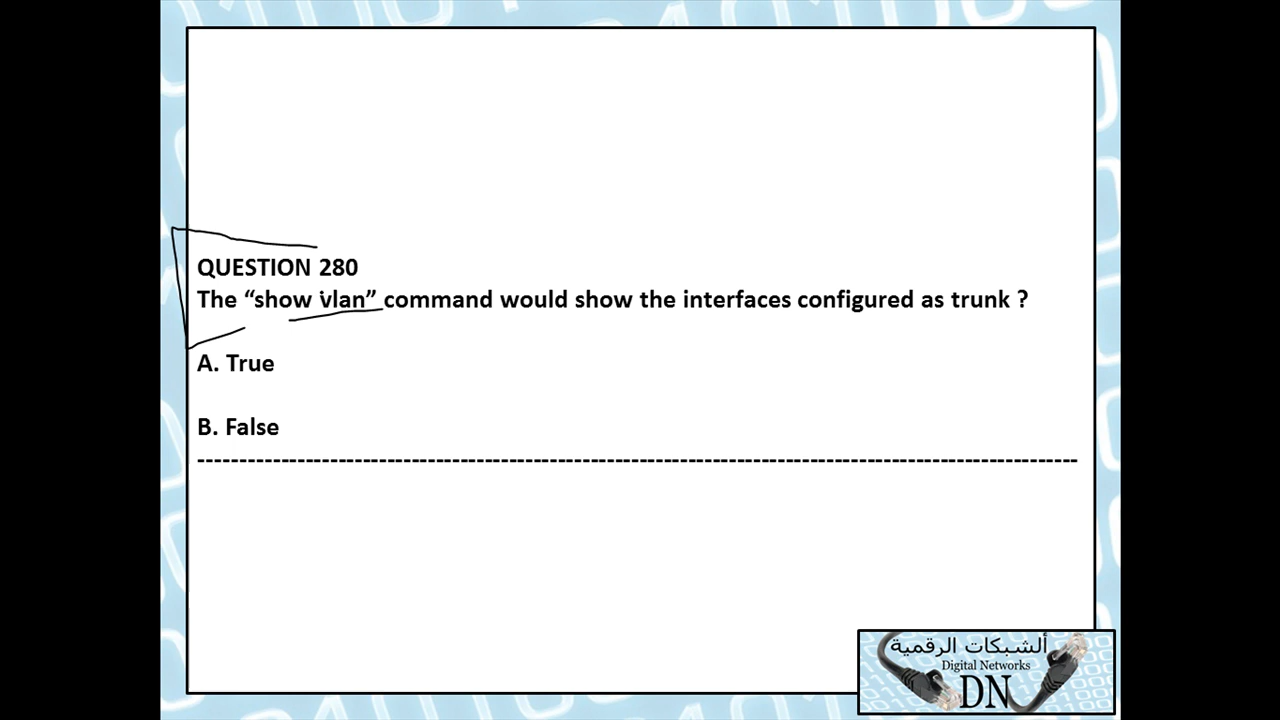 QUESTION 280
The “show vlan” command would show the interfaces configured as trunk ?
A. True
B. False
--------------------------------------------------------------------------------------------------------------
ألشبكات الرقمية
Digital Networks
DN